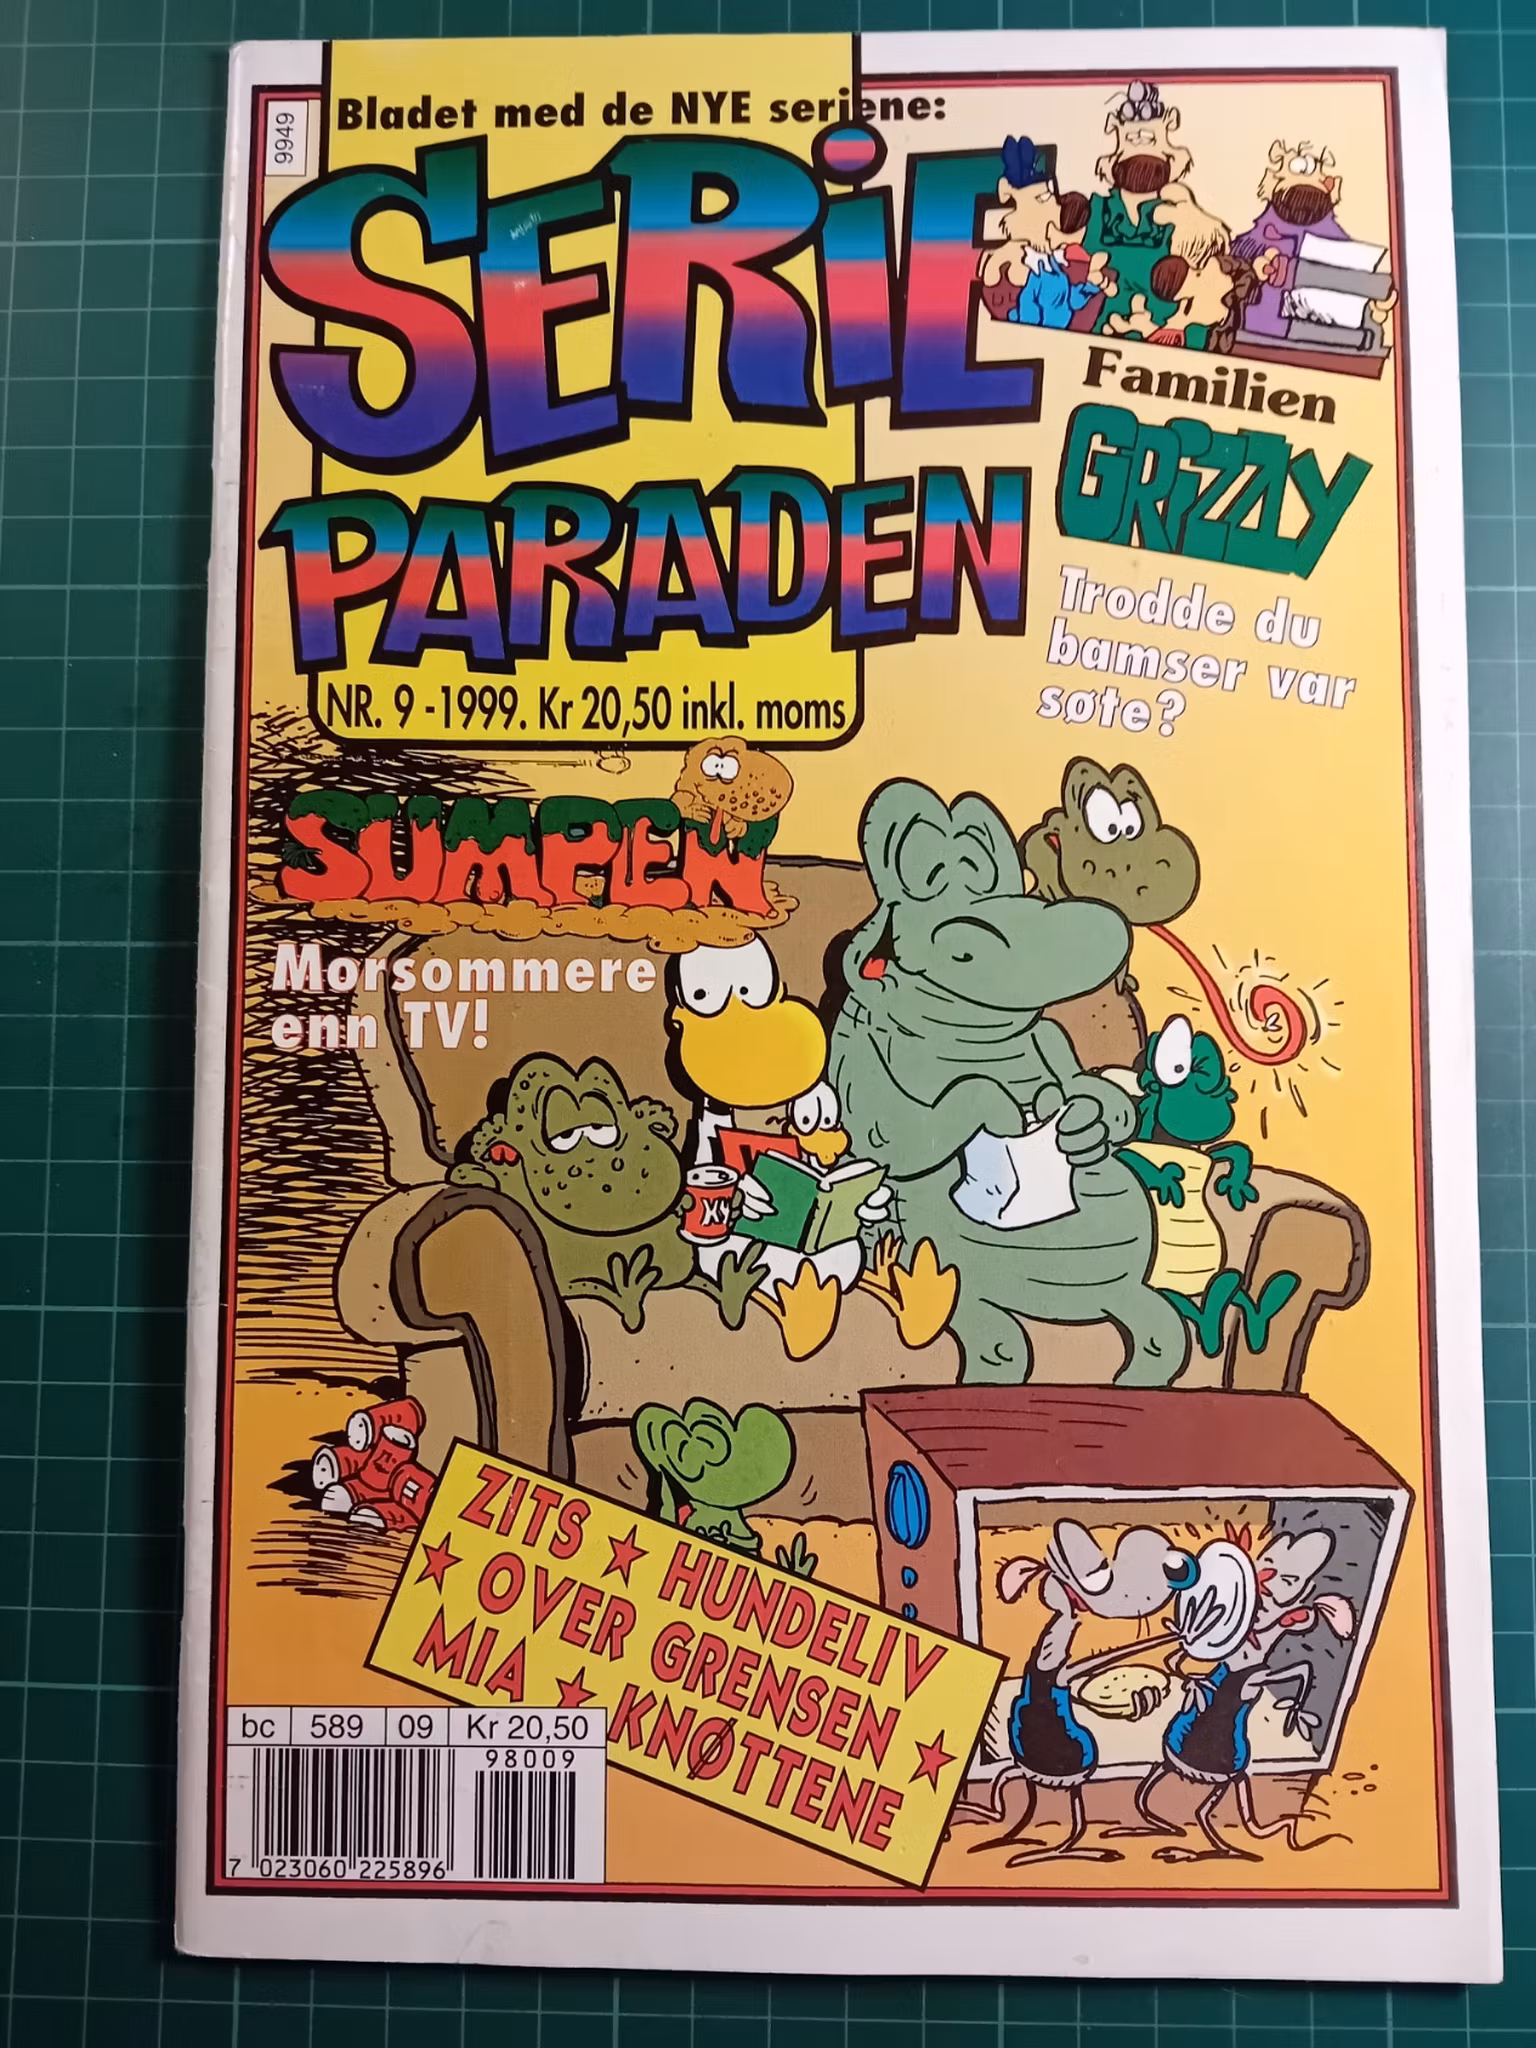 9949
Bladet med de NYE seriene:
SERiE
PARADEN
NR. 9 -1999. Kr 20,50 inkl. moms
Familien
GRiZZY
Trodde du
bamser var
søte?
SUMPEN
Morsommere
enn TV!
ZITS ★ HUNDELIV
★ OVER GRENSEN ★
MIA ★ KNØTTENE
bc 589 09 Kr 20,50
98009
7 023060 225896